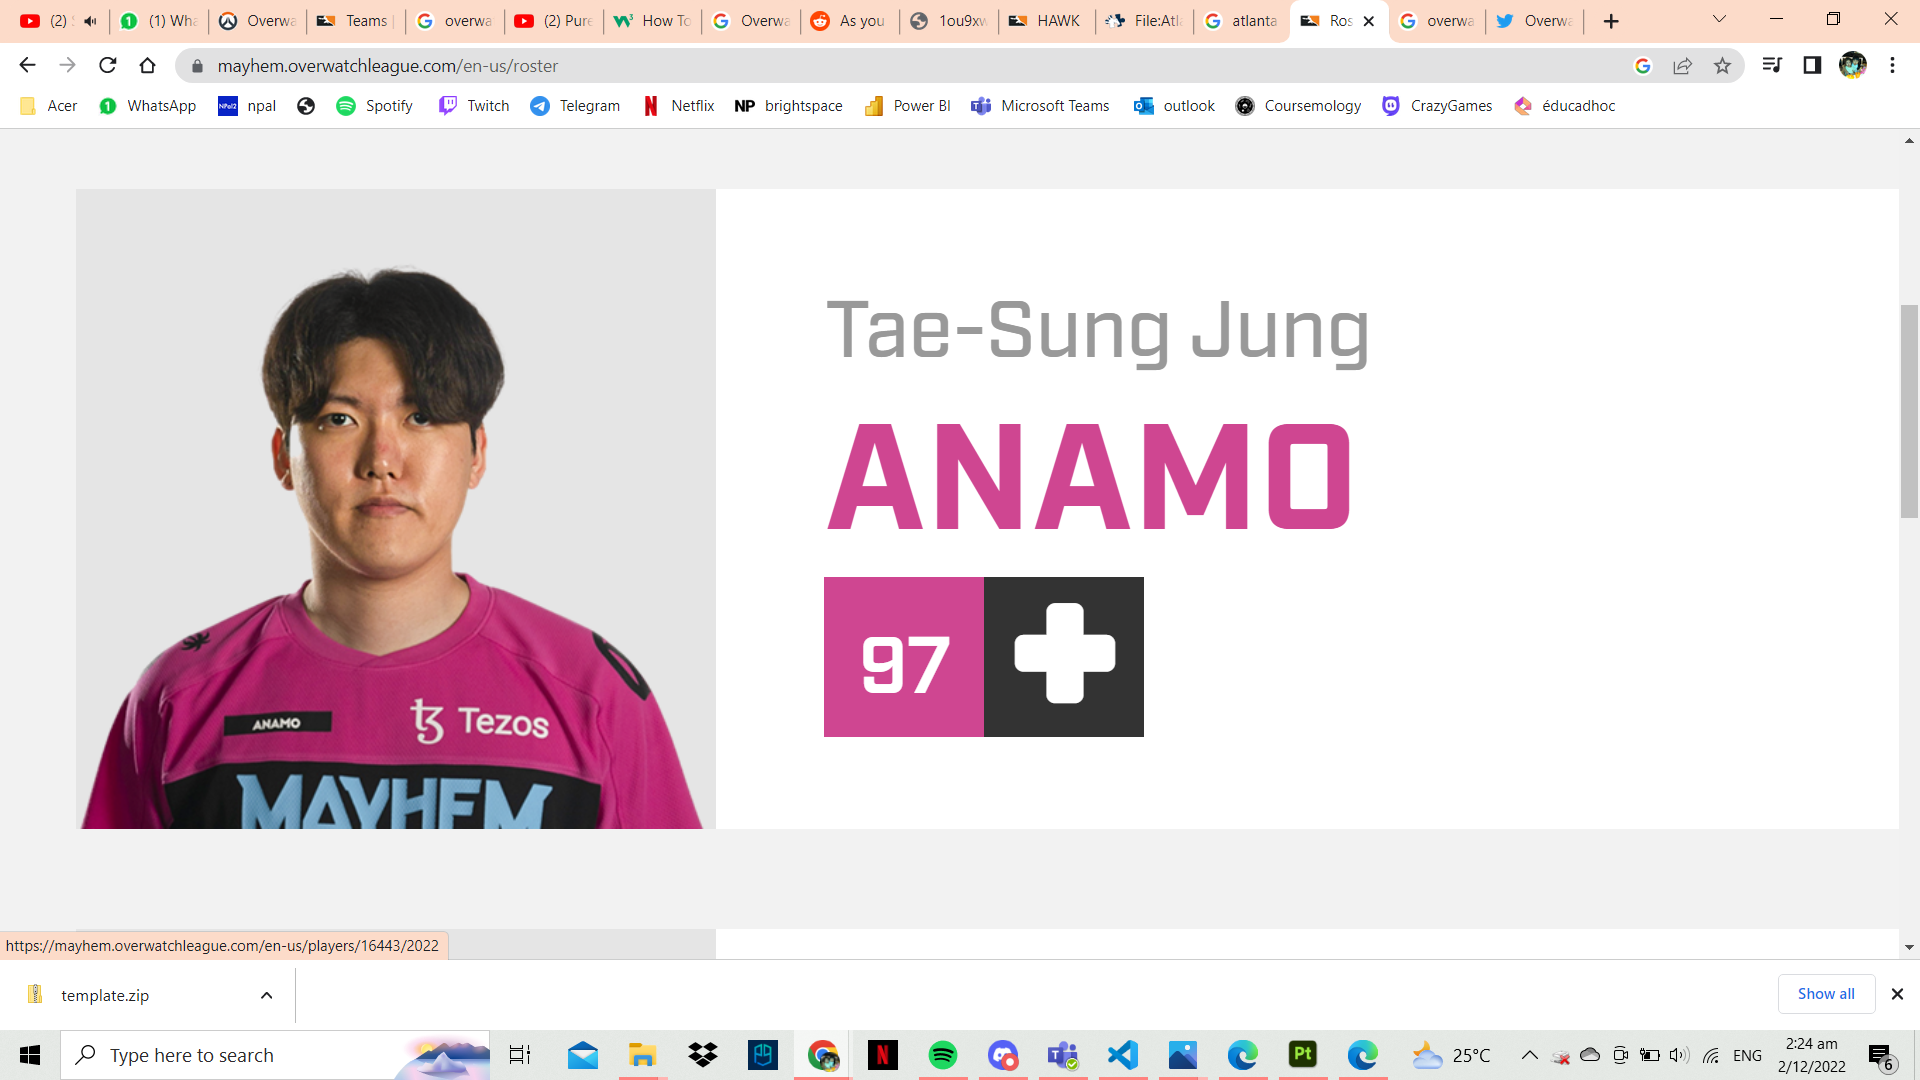 (2)
(1) Wha
Overwa
Teams
overwa
(2) Pure
How To
Overwa
As you
1ou9xw
HAWK
File:Atla
atlanta
Ros
overwa
Overwa
mayhem.overwatchleague.com/en-us/roster
Acer
WhatsApp
NPal2 npal
Spotify
Twitch
Telegram
Netflix
NP brightspace
Power BI
Microsoft Teams
outlook
Coursemology
CrazyGames
éducadhoc
Tae-Sung Jung
ANAMO
97
ANAMO
Tezos
MAYHEM
https://mayhem.overwatchleague.com/en-us/players/16443/2022
template.zip
Show all
Type here to search
Pt
25°C
ENG
2:24 am
2/12/2022
6